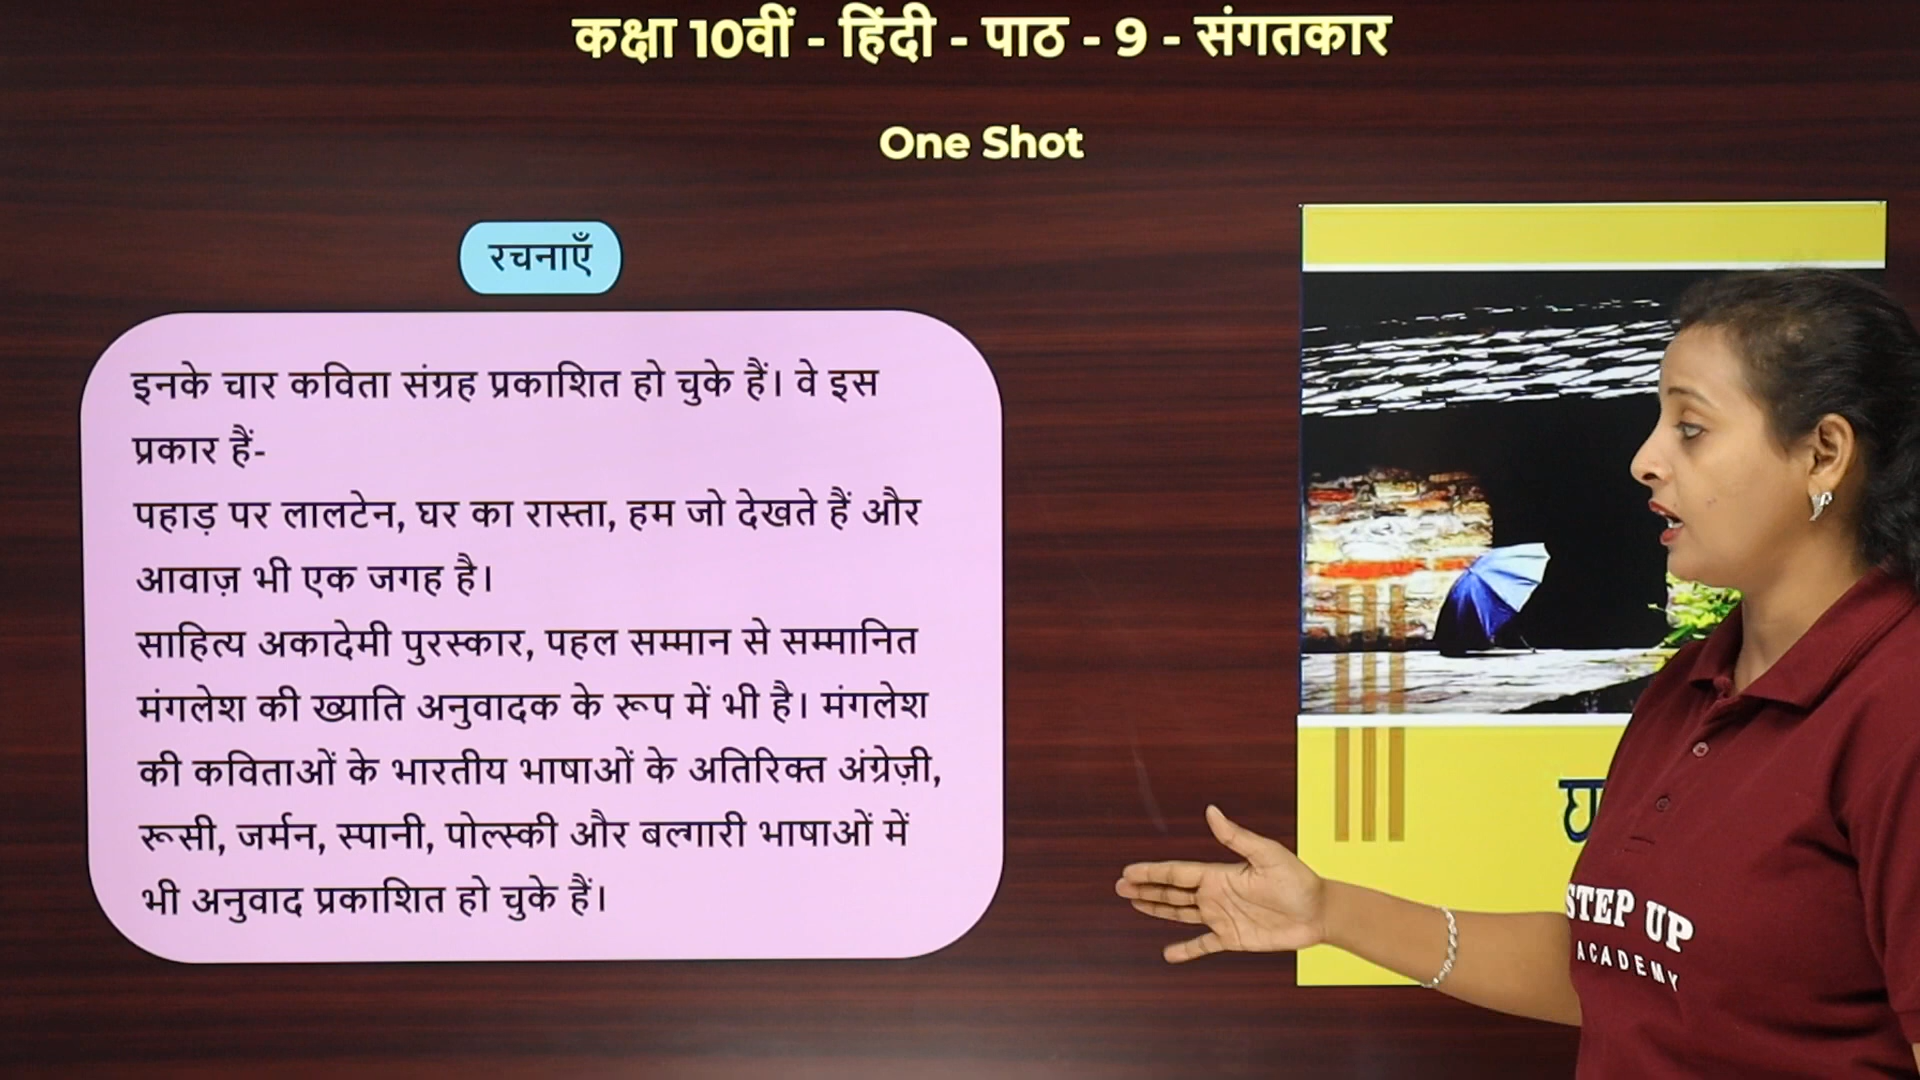 कक्षा 10वीं - हिंदी - पाठ - 9 - संगतकार
One Shot
रचनाएँ
इनके चार कविता संग्रह प्रकाशित हो चुके हैं। वे इस
प्रकार हैं-
पहाड़ पर लालटेन, घर का रास्ता, हम जो देखते हैं और
आवाज़ भी एक जगह है।
साहित्य अकादेमी पुरस्कार, पहल सम्मान से सम्मानित
मंगलेश की ख्याति अनुवादक के रूप में भी है। मंगलेश
की कविताओं के भारतीय भाषाओं के अतिरिक्त अंग्रेज़ी,
रूसी, जर्मन, स्पानी, पोल्स्की और बल्गारी भाषाओं में
भी अनुवाद प्रकाशित हो चुके हैं।
STEP UP
ACADEMY